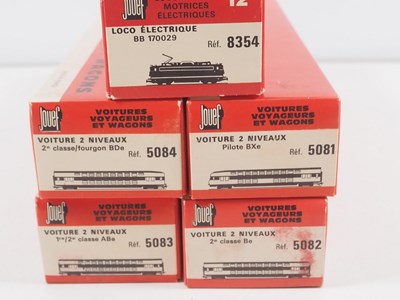 Jouef
MOTRICES
ÉLECTRIQUES
12
LOCO ÉLECTRIQUE
BB 170029
Réf. 8354
Jouef
VOITURES
VOYAGEURS
ET WAGONS
VOITURE 2 NIVEAUX
2e classe/fourgon BDe
Réf. 5084
Jouef
VOITURES
VOYAGEURS
ET WAGONS
VOITURE 2 NIVEAUX
Pilote BXe
Réf. 5081
Jouef
VOITURES
VOYAGEURS
ET WAGONS
VOITURE 2 NIVEAUX
1re/2e classe ABe
Réf. 5083
Jouef
VOITURES
VOYAGEURS
ET WAGONS
VOITURE 2 NIVEAUX
2e classe Be
Réf. 5082
WAGONS